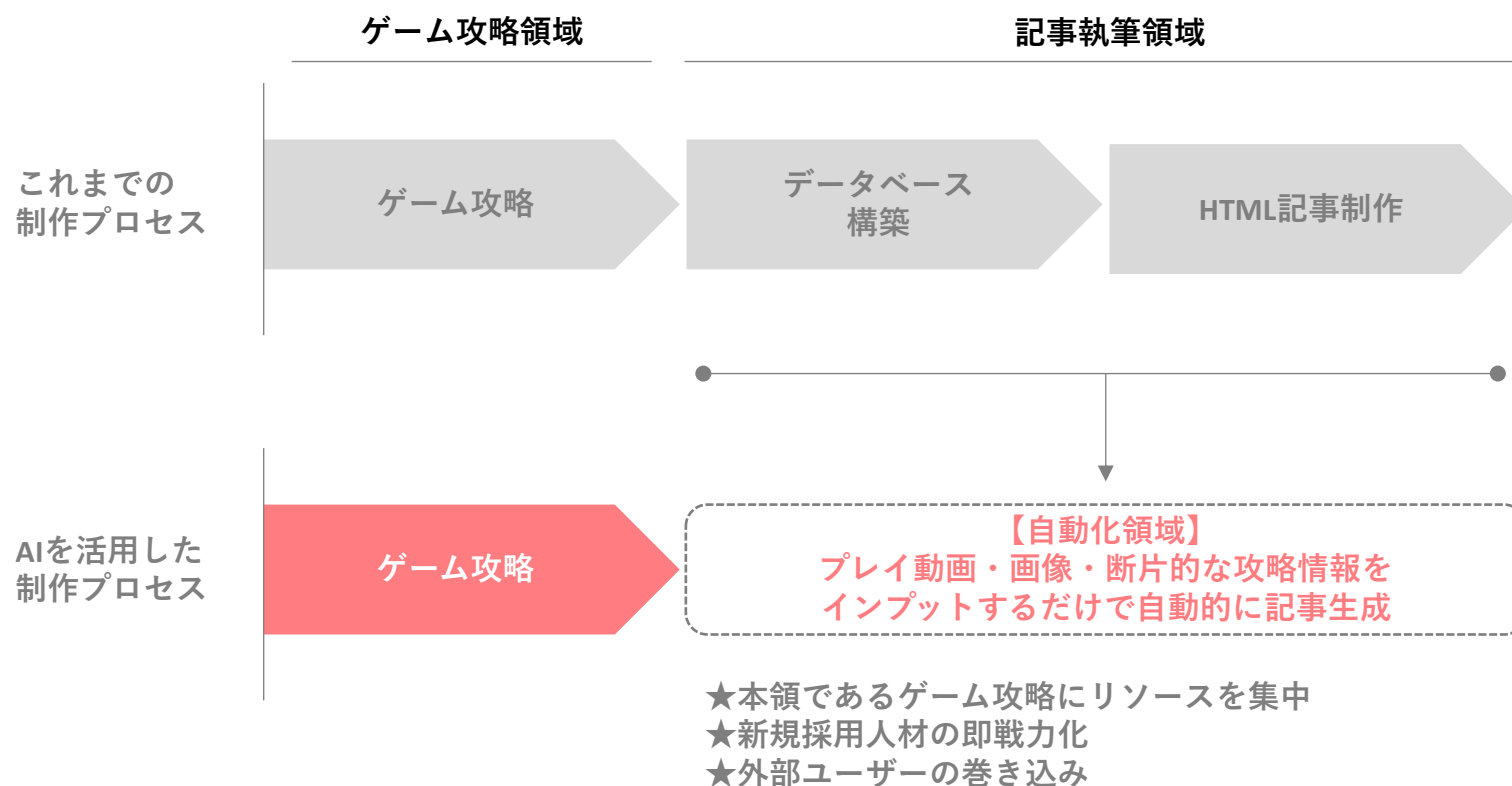 ゲーム攻略領域
記事執筆領域
これまでの
制作プロセス
ゲーム攻略
データベース
構築
HTML記事制作
AIを活用した
制作プロセス
ゲーム攻略
【自動化領域】
プレイ動画・画像・断片的な攻略情報を
インプットするだけで自動的に記事生成
★本領であるゲーム攻略にリソースを集中
★新規採用人材の即戦力化
★外部ユーザーの巻き込み